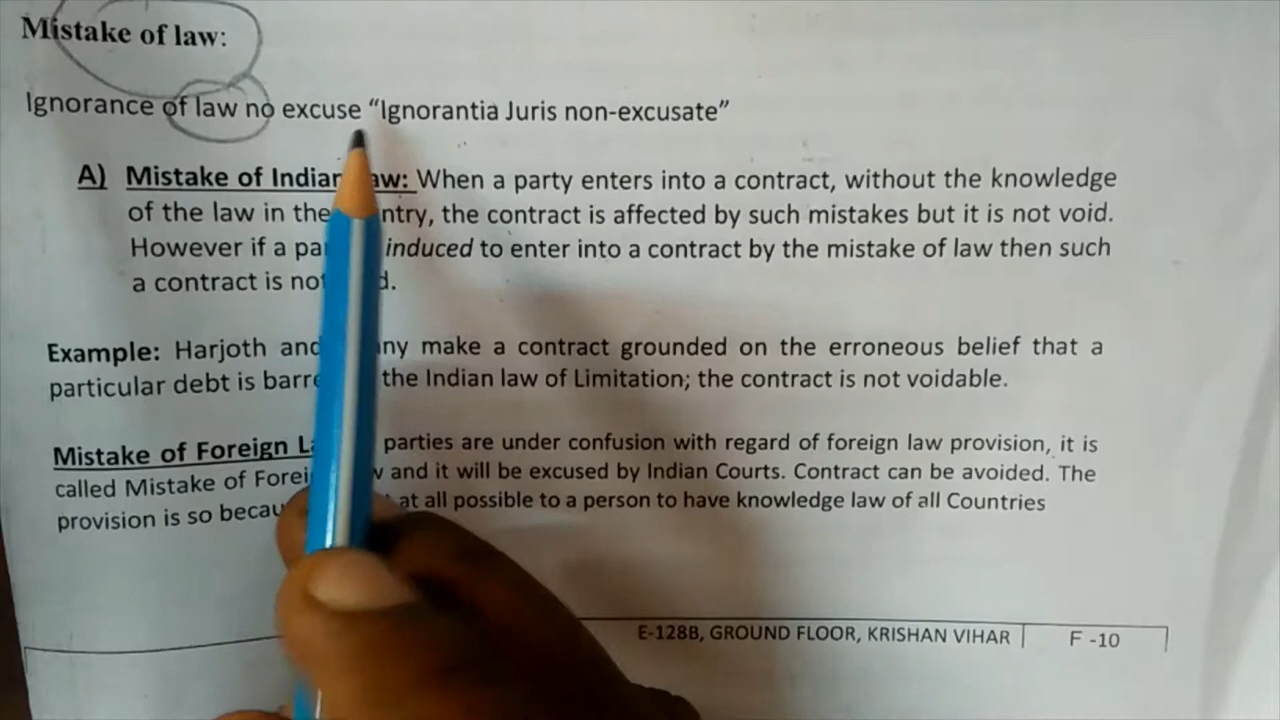 Mistake of law:
Ignorance of law no excuse “Ignorantia Juris non-excusate”
A) Mistake of Indian aw: When a party enters into a contract, without the knowledge
of the law in the ntry, the contract is affected by such mistakes but it is not void.
However if a pa induced to enter into a contract by the mistake of law then such
a contract is not d.
Example: Harjoth and ny make a contract grounded on the erroneous belief that a
particular debt is barre the Indian law of Limitation; the contract is not voidable.
Mistake of Foreign L parties are under confusion with regard of foreign law provision, it is
called Mistake of Forei w and it will be excused by Indian Courts. Contract can be avoided. The
provision is so becau at all possible to a person to have knowledge law of all Countries
E-128B, GROUND FLOOR, KRISHAN VIHAR F -10